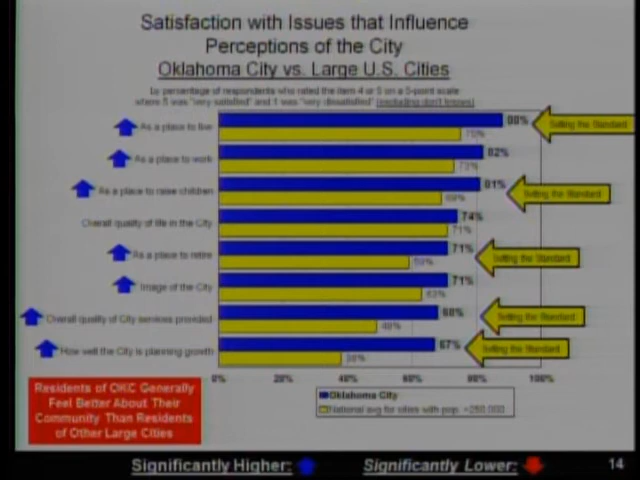 Satisfaction with Issues that Influence
Perceptions of the City
Oklahoma City vs. Large U.S. Cities
by percentage of respondents who rated the item 4 or 5 on a 5-point scale
where 5 was "very satisfied" and 1 was "very dissatisfied" (excluding don't knows)
As a place to live
88%
Setting the Standard
75%
As a place to work
82%
73%
As a place to raise children
81%
Setting the Standard
69%
Overall quality of life in the City
74%
71%
As a place to retire
71%
Setting the Standard
59%
Image of the City
71%
63%
Overall quality of City services provided
68%
Setting the Standard
49%
How well the City is planning growth
67%
Setting the Standard
38%
0% 20% 40% 60% 80% 100%
Oklahoma City
National avg for cities with pop. >250,000
Residents of OKC Generally
Feel Better About Their
Community Than Residents
of Other Large Cities
Significantly Higher: Significantly Lower: 14